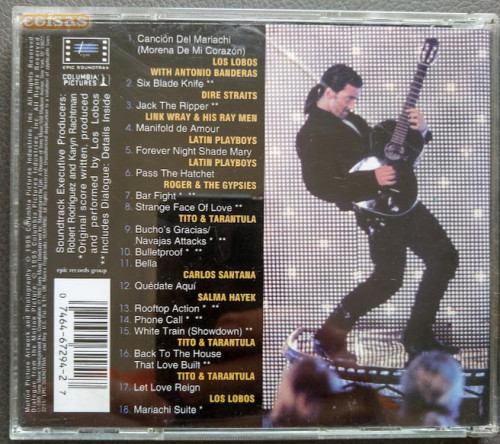 coisas
EPIC SOUNDTRAX
COLUMBIA
PICTURES
Soundtrack Executive Producers:
Robert Rodriguez and Karyn Rachtman
*Original score written, produced
and performed by Los Lobos
**Includes Dialogue: Details Inside
epic records group
0 7464-67294-2 7
1. Canción Del Mariachi
(Morena De Mi Corazón)
LOS LOBOS
WITH ANTONIO BANDERAS
2. Six Blade Knife **
DIRE STRAITS
3. Jack The Ripper **
LINK WRAY & HIS RAY MEN
4. Manifold de Amour
LATIN PLAYBOYS
5. Forever Night Shade Mary
LATIN PLAYBOYS
6. Pass The Hatchet
ROGER & THE GYPSIES
7. Bar Fight * **
8. Strange Face Of Love **
TITO & TARANTULA
9. Bucho's Gracias/
Navajas Attacks * **
10. Bulletproof * **
11. Bella
CARLOS SANTANA
12 Quédate Aquí
SALMA HAYEK
13. Rooftop Action * **
14. Phone Call * **
15. White Train (Showdown) **
TITO & TARANTULA
16. Back To The House
That Love Built **
TITO & TARANTULA
17. Let Love Reign
LOS LOBOS
18. Mariachi Suite *